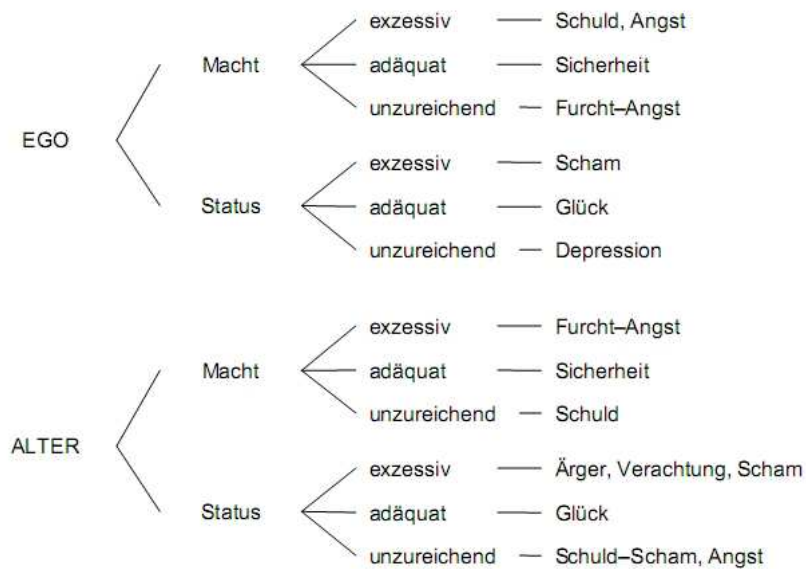 exzessiv Schuld, Angst
Macht adäquat Sicherheit
unzureichend Furcht–Angst
EGO
exzessiv Scham
Status adäquat Glück
unzureichend Depression
exzessiv Furcht–Angst
Macht adäquat Sicherheit
unzureichend Schuld
ALTER
exzessiv Ärger, Verachtung, Scham
Status adäquat Glück
unzureichend Schuld–Scham, Angst